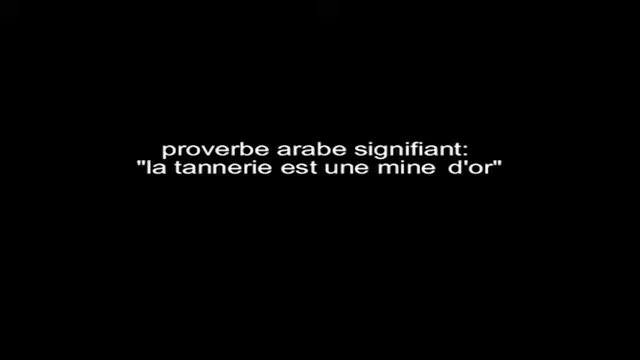 proverbe arabe signifiant:
"la tannerie est une mine d'or"